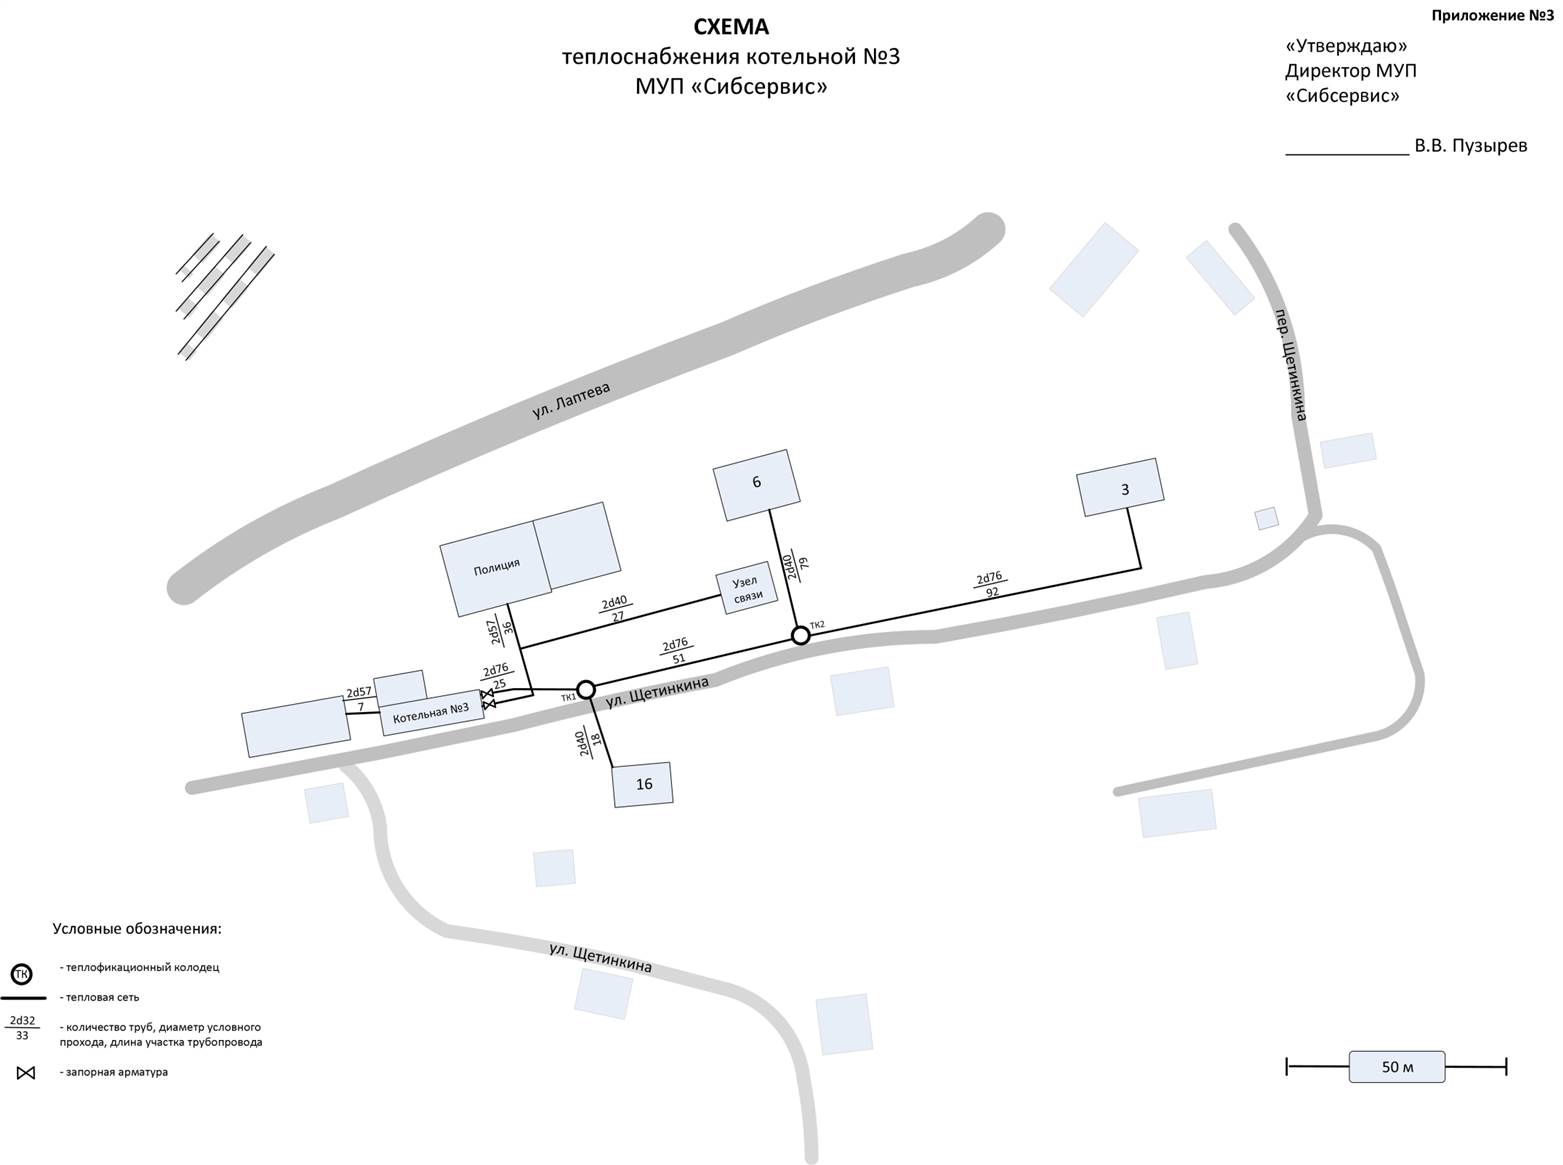 Приложение №3
СХЕМА
теплоснабжения котельной №3
МУП «Сибсервис»
«Утверждаю»
Директор МУП
«Сибсервис»
____________ В.В. Пузырев
ул. Лаптева
пер. Щетинкина
6
3
Полиция
Узел
связи
2d40
79
2d76
92
2d40
27
2d57
36
ТК2
2d76
51
2d76
25
ТК1
ул. Щетинкина
2d57
7
Котельная №3
2d40
18
16
ул. Щетинкина
Условные обозначения:
ТК
- теплофикационный колодец
- тепловая сеть
2d32
33
- количество труб, диаметр условного
прохода, длина участка трубопровода
- запорная арматура
50 м